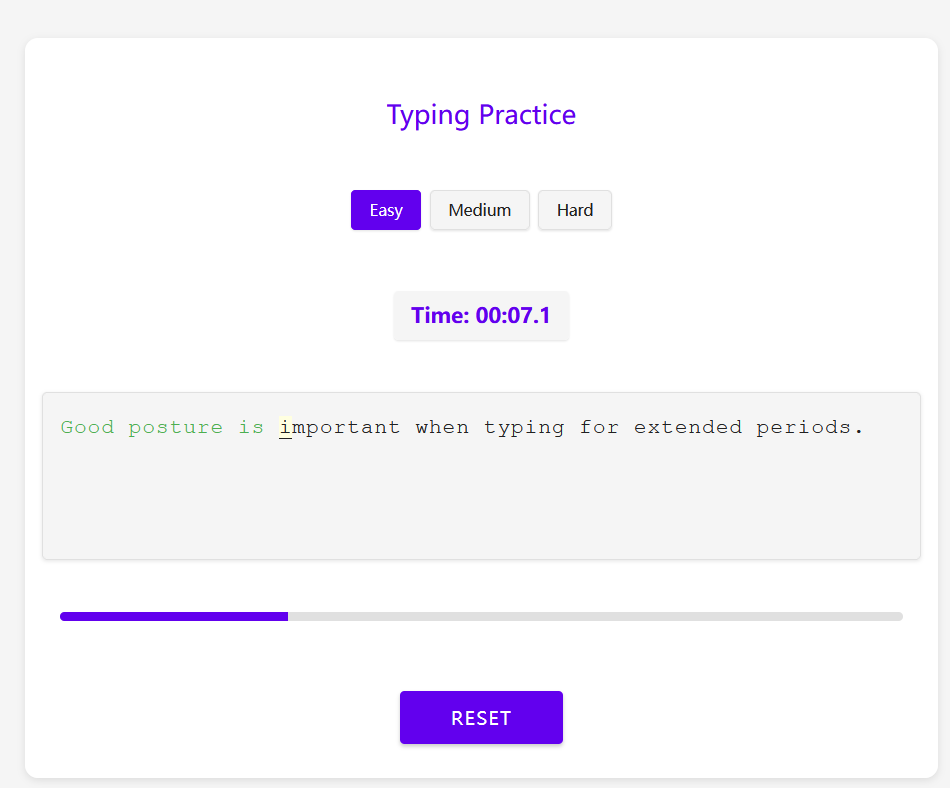 Typing Practice
Easy Medium Hard
Time: 00:07.1
Good posture is important when typing for extended periods.
RESET